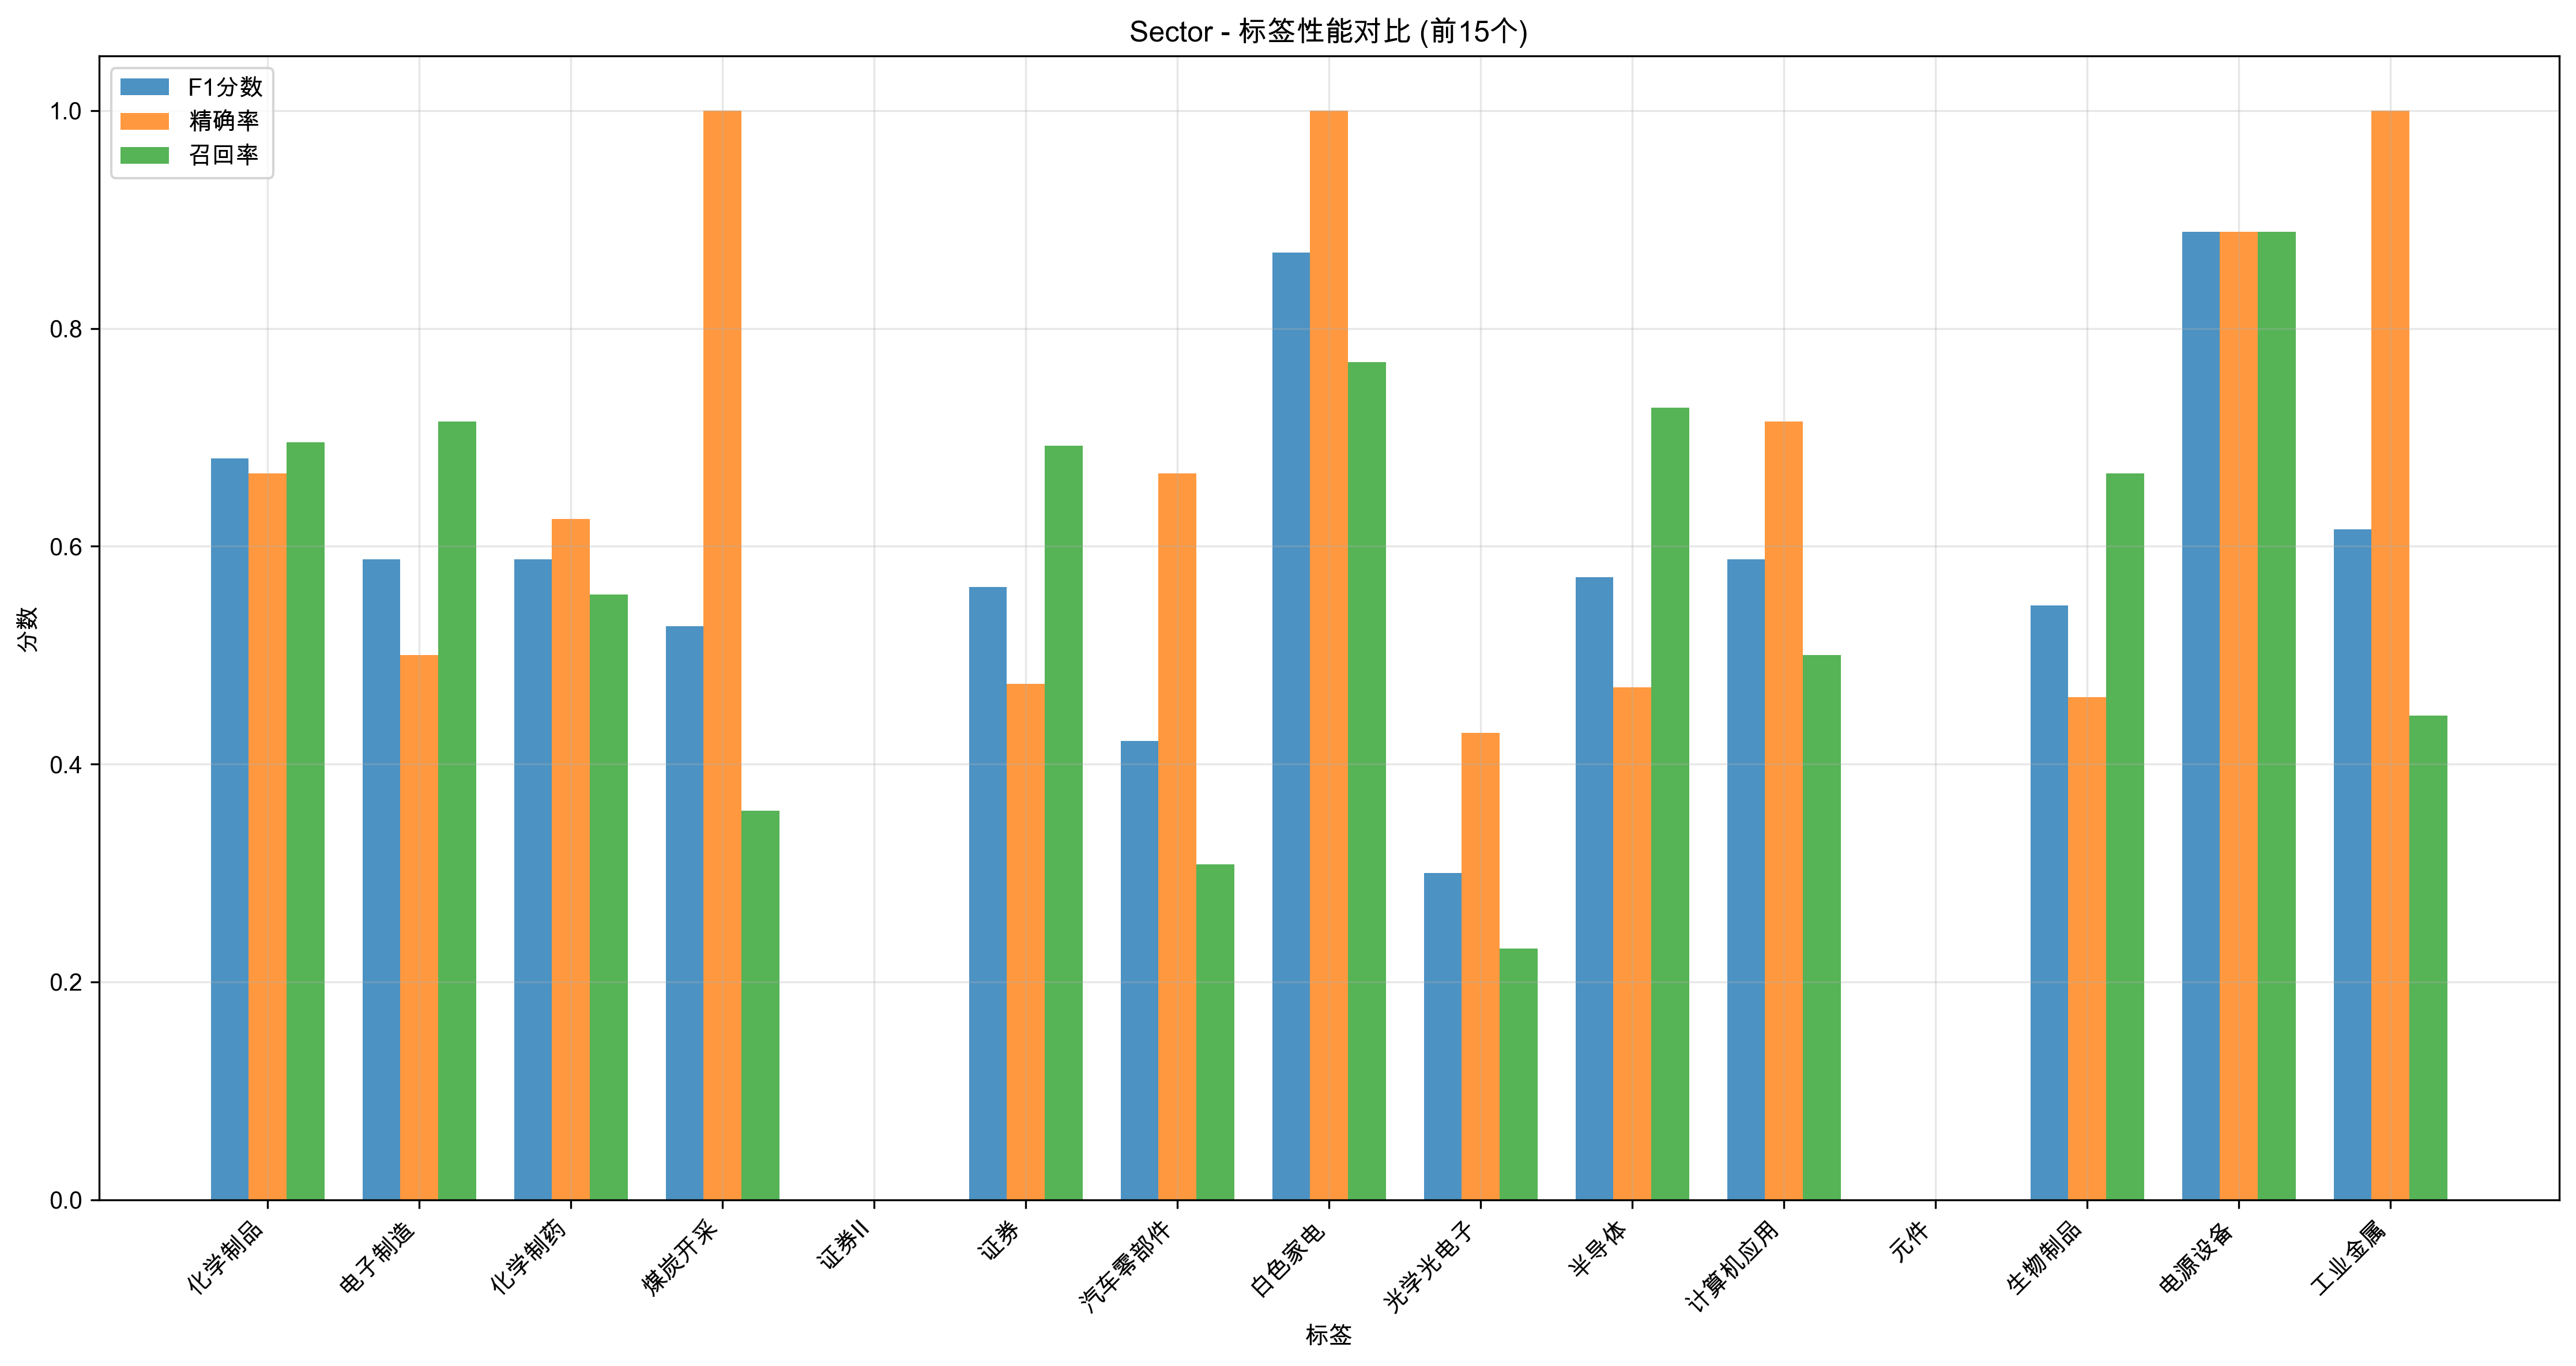 Sector - 标签性能对比 (前15个)
F1分数
精确率
召回率
分数
1.0
0.8
0.6
0.4
0.2
0.0
化学制品
电子制造
化学制药
煤炭开采
证券II
证券
汽车零部件
白色家电
光学光电子
半导体
计算机应用
元件
生物制品
电源设备
工业金属
标签